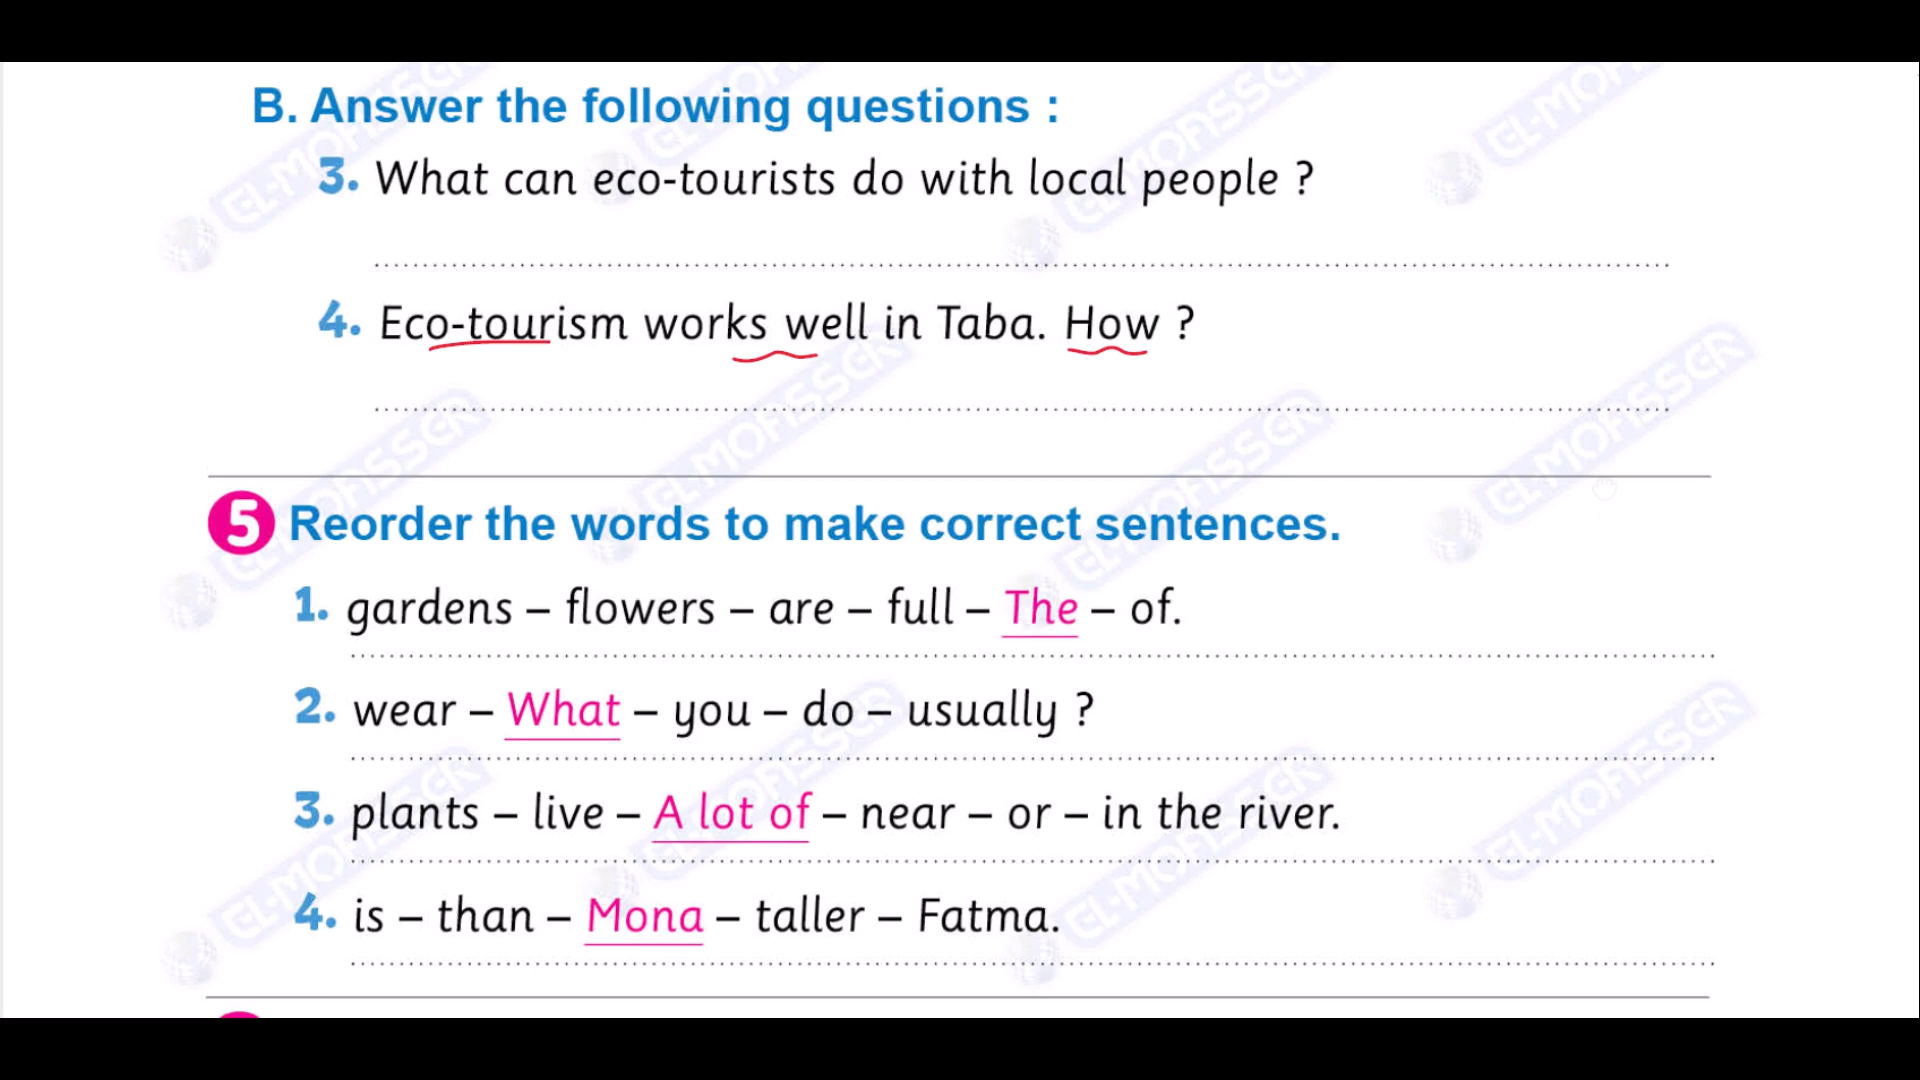 B. Answer the following questions :
3. What can eco-tourists do with local people ?
4. Eco-tourism works well in Taba. How ?
5 Reorder the words to make correct sentences.
1. gardens – flowers – are – full – The – of.
2. wear – What – you – do – usually ?
3. plants – live – A lot of – near – or – in the river.
4. is – than – Mona – taller – Fatma.